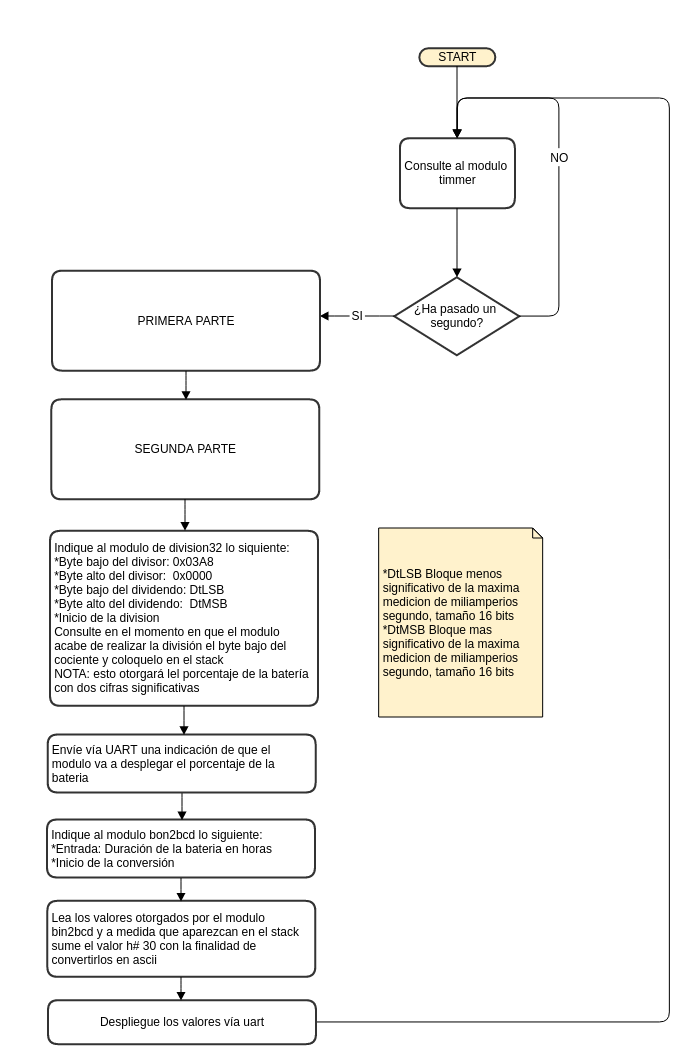 START
Consulte al modulo
timmer
NO
¿Ha pasado un
segundo?
SI
PRIMERA PARTE
SEGUNDA PARTE
Indique al modulo de division32 lo siquiente:
*Byte bajo del divisor: 0x03A8
*Byte alto del divisor:  0x0000
*Byte bajo del dividendo: DtLSB
*Byte alto del dividendo:  DtMSB
*Inicio de la division
Consulte en el momento en que el modulo
acabe de realizar la división el byte bajo del
cociente y coloquelo en el stack
NOTA: esto otorgará lel porcentaje de la batería
con dos cifras significativas
*DtLSB Bloque menos
significativo de la maxima
medicion de miliamperios
segundo, tamaño 16 bits
*DtMSB Bloque mas
significativo de la maxima
medicion de miliamperios
segundo, tamaño 16 bits
Envíe vía UART una indicación de que el
modulo va a desplegar el porcentaje de la
bateria
Indique al modulo bon2bcd lo siguiente:
*Entrada: Duración de la bateria en horas
*Inicio de la conversión
Lea los valores otorgados por el modulo
bin2bcd y a medida que aparezcan en el stack
sume el valor h# 30 con la finalidad de
convertirlos en ascii
Despliegue los valores vía uart